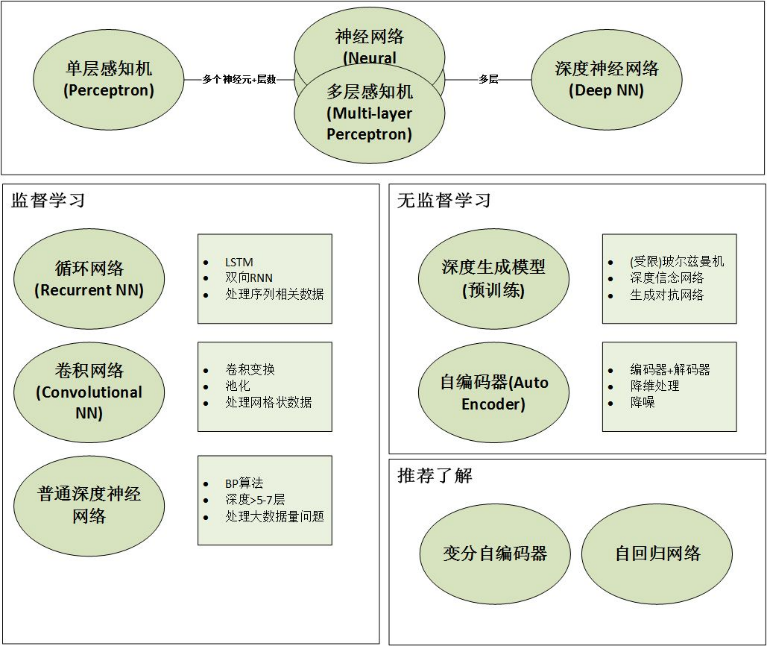 单层感知机
(Perceptron)
多个神经元+层数
神经网络
(Neural
多层感知机
(Multi-layer
Perceptron)
多层
深度神经网络
(Deep NN)
监督学习
循环网络
(Recurrent NN)
LSTM
双向RNN
处理序列相关数据
卷积网络
(Convolutional
NN)
卷积变换
池化
处理网格状数据
普通深度神经
网络
BP算法
深度>5-7层
处理大数据量问题
无监督学习
深度生成模型
(预训练)
(受限)玻尔兹曼机
深度信念网络
生成对抗网络
自编码器(Auto
Encoder)
编码器+解码器
降维处理
降噪
推荐了解
变分自编码器
自回归网络